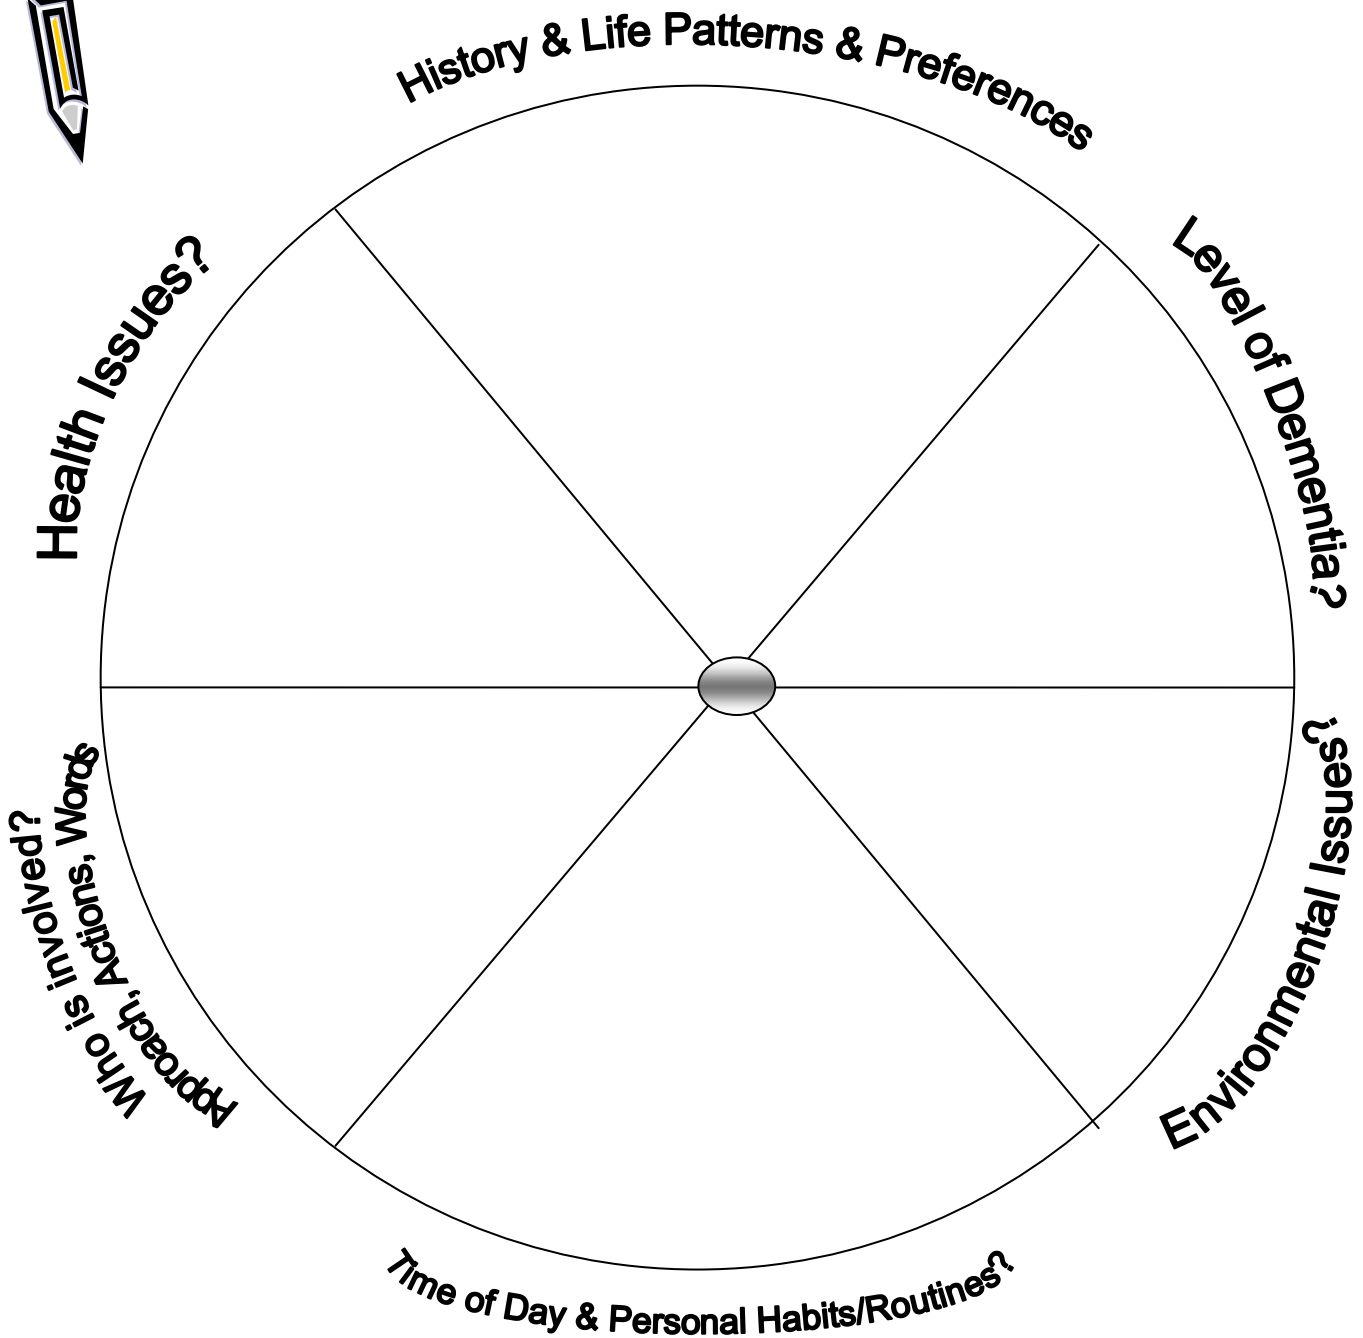 History & Life Patterns & Preferences
Level of Dementia?
Environmental Issues?
Time of Day & Personal Habits/Routines?
Approach, Actions, Words
Who is involved?
Health Issues?